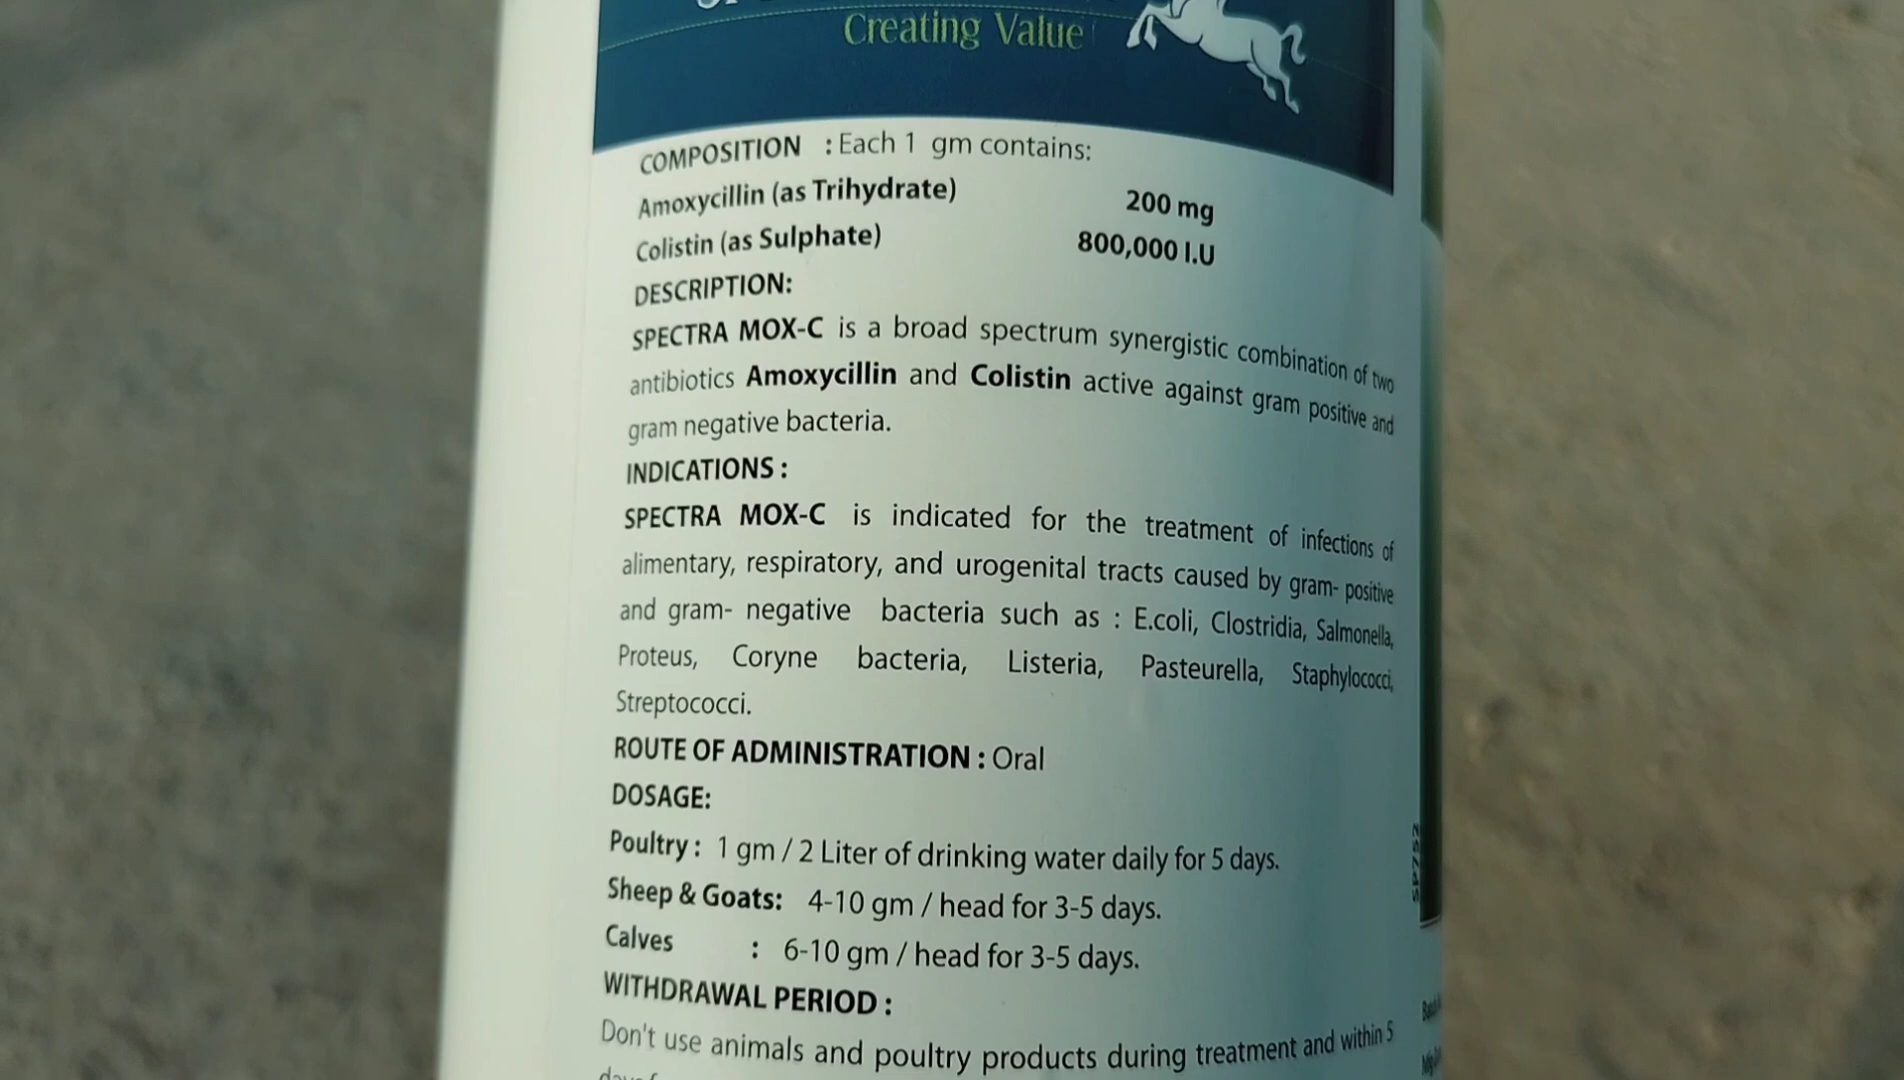 Creating Value
COMPOSITION : Each 1 gm contains:
Amoxycillin (as Trihydrate) 200 mg
Colistin (as Sulphate) 800,000 I.U
DESCRIPTION:
SPECTRA MOX-C is a broad spectrum synergistic combination of two
antibiotics Amoxycillin and Colistin active against gram positive and
gram negative bacteria.
INDICATIONS :
SPECTRA MOX-C is indicated for the treatment of infections of
alimentary, respiratory, and urogenital tracts caused by gram- positive
and gram- negative bacteria such as : E.coli, Clostridia, Salmonella,
Proteus, Coryne bacteria, Listeria, Pasteurella, Staphylococci,
Streptococci.
ROUTE OF ADMINISTRATION : Oral
DOSAGE:
Poultry : 1 gm / 2 Liter of drinking water daily for 5 days.
Sheep & Goats: 4-10 gm / head for 3-5 days.
Calves : 6-10 gm / head for 3-5 days.
WITHDRAWAL PERIOD :
Don't use animals and poultry products during treatment and within 5